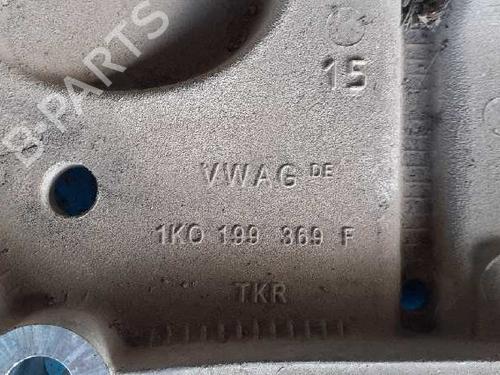 B-PARTS
15
VWAG DE
1K0 199 369 F
TKR